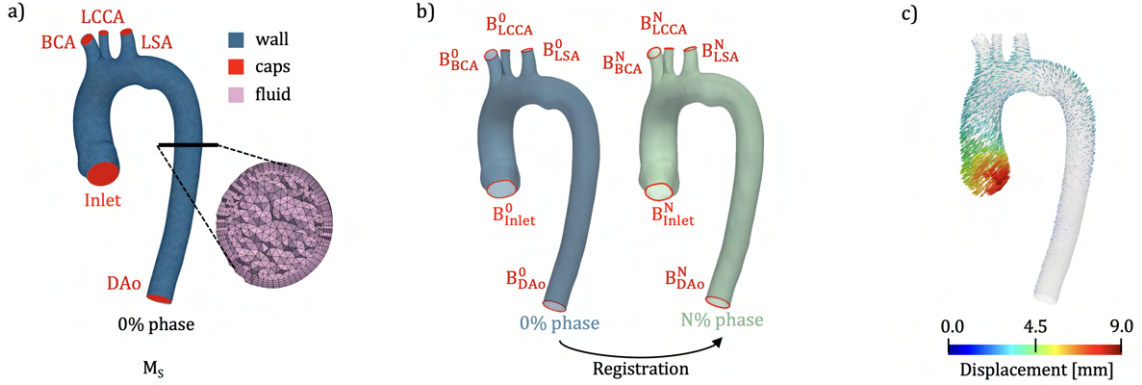 a)
LCCA
BCA
LSA
wall
caps
fluid
Inlet
DAo
0% phase
M_S
b)
B^0_BCA
B^0_LCCA
B^0_LSA
B^N_BCA
B^N_LCCA
B^N_LSA
B^0_Inlet
B^N_Inlet
B^0_DAo
B^N_DAo
0% phase
N% phase
Registration
c)
0.0 4.5 9.0
Displacement [mm]